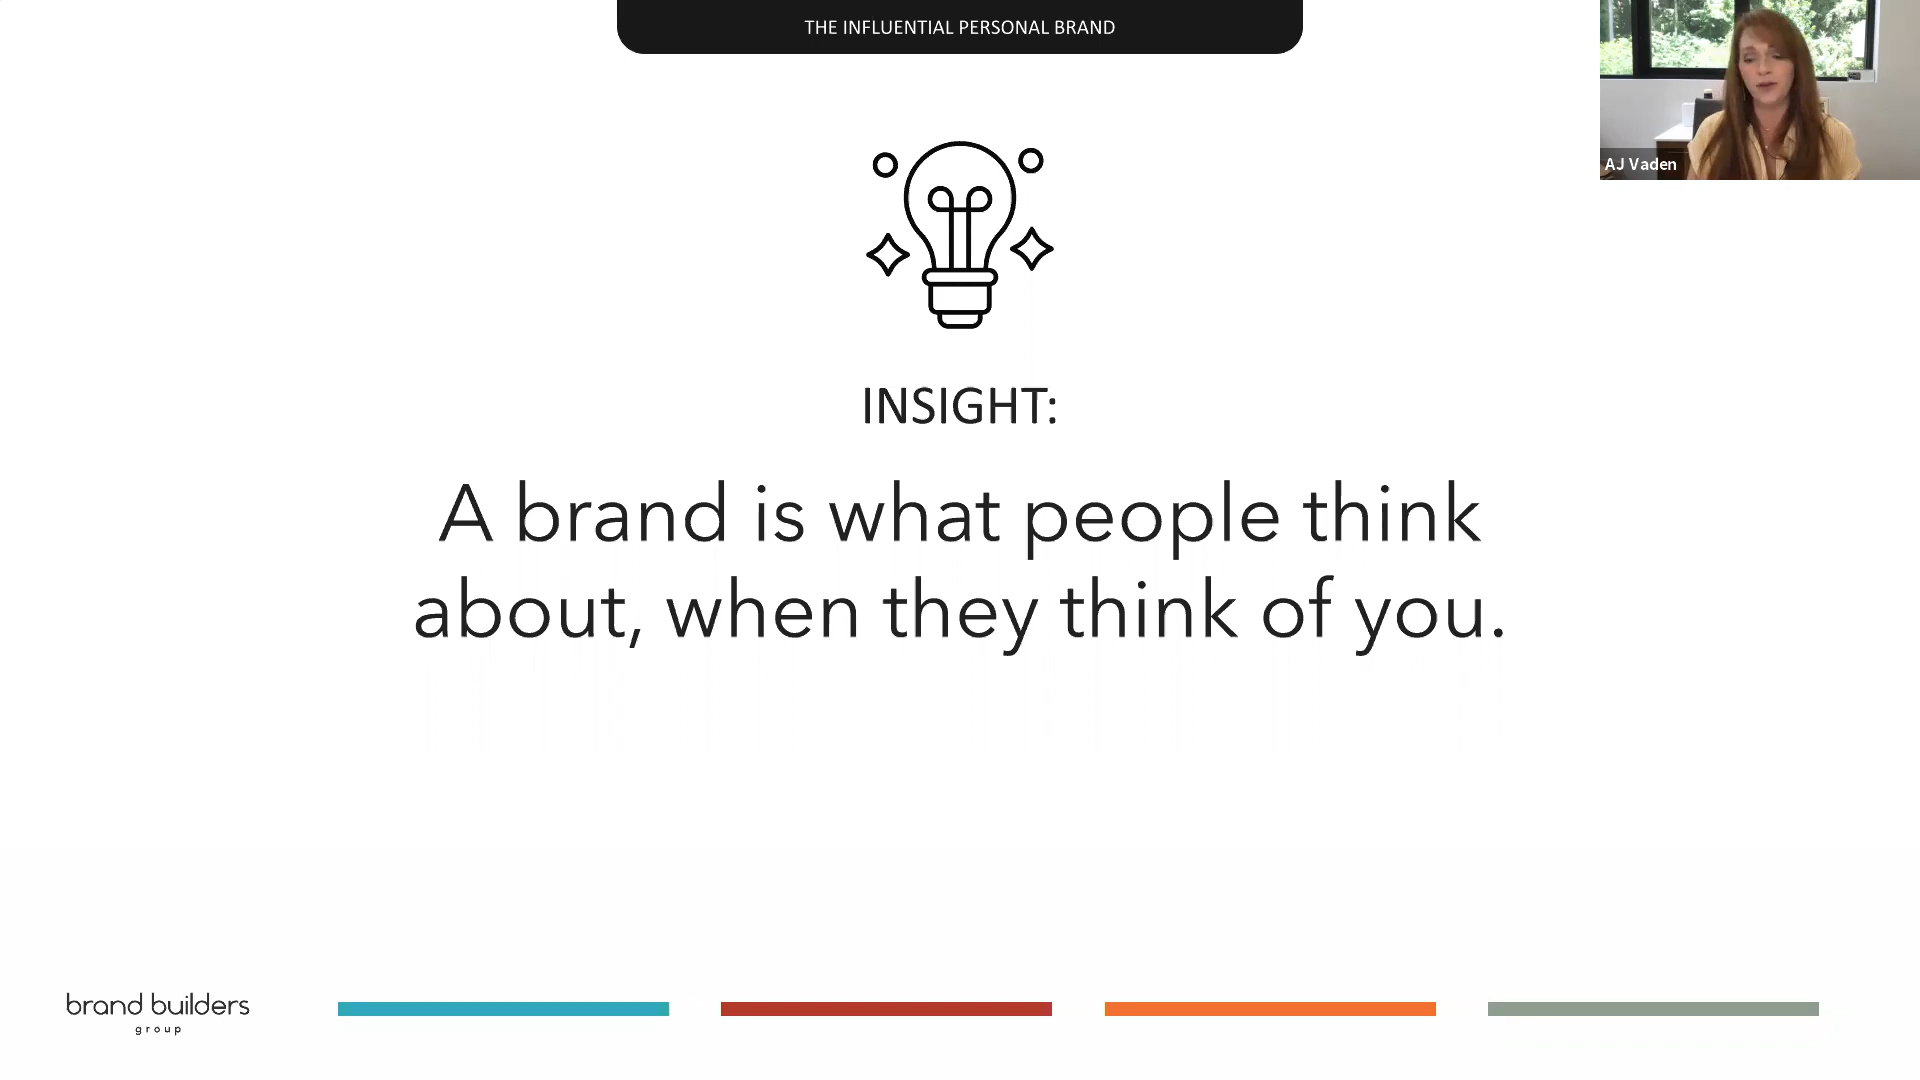 THE INFLUENTIAL PERSONAL BRAND
AJ Vaden
INSIGHT:
A brand is what people think
about, when they think of you.
brand builders
group